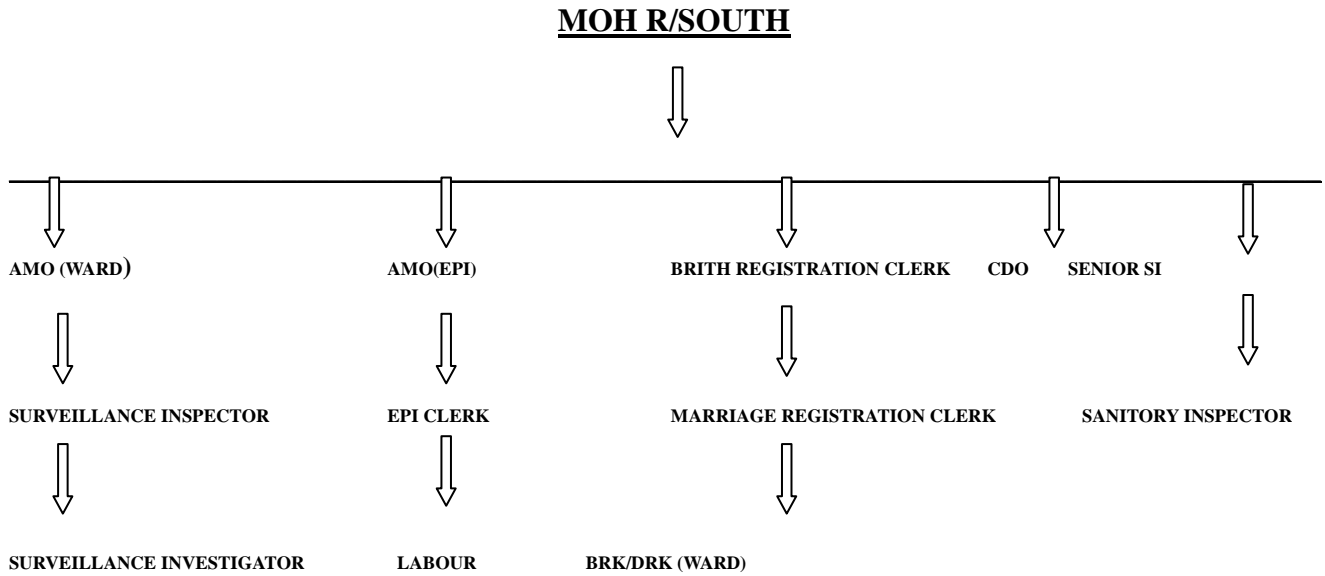 MOH R/SOUTH
AMO (WARD) AMO(EPI) BRITH REGISTRATION CLERK CDO SENIOR SI
SURVEILLANCE INSPECTOR EPI CLERK MARRIAGE REGISTRATION CLERK SANITORY INSPECTOR
SURVEILLANCE INVESTIGATOR LABOUR BRK/DRK (WARD)